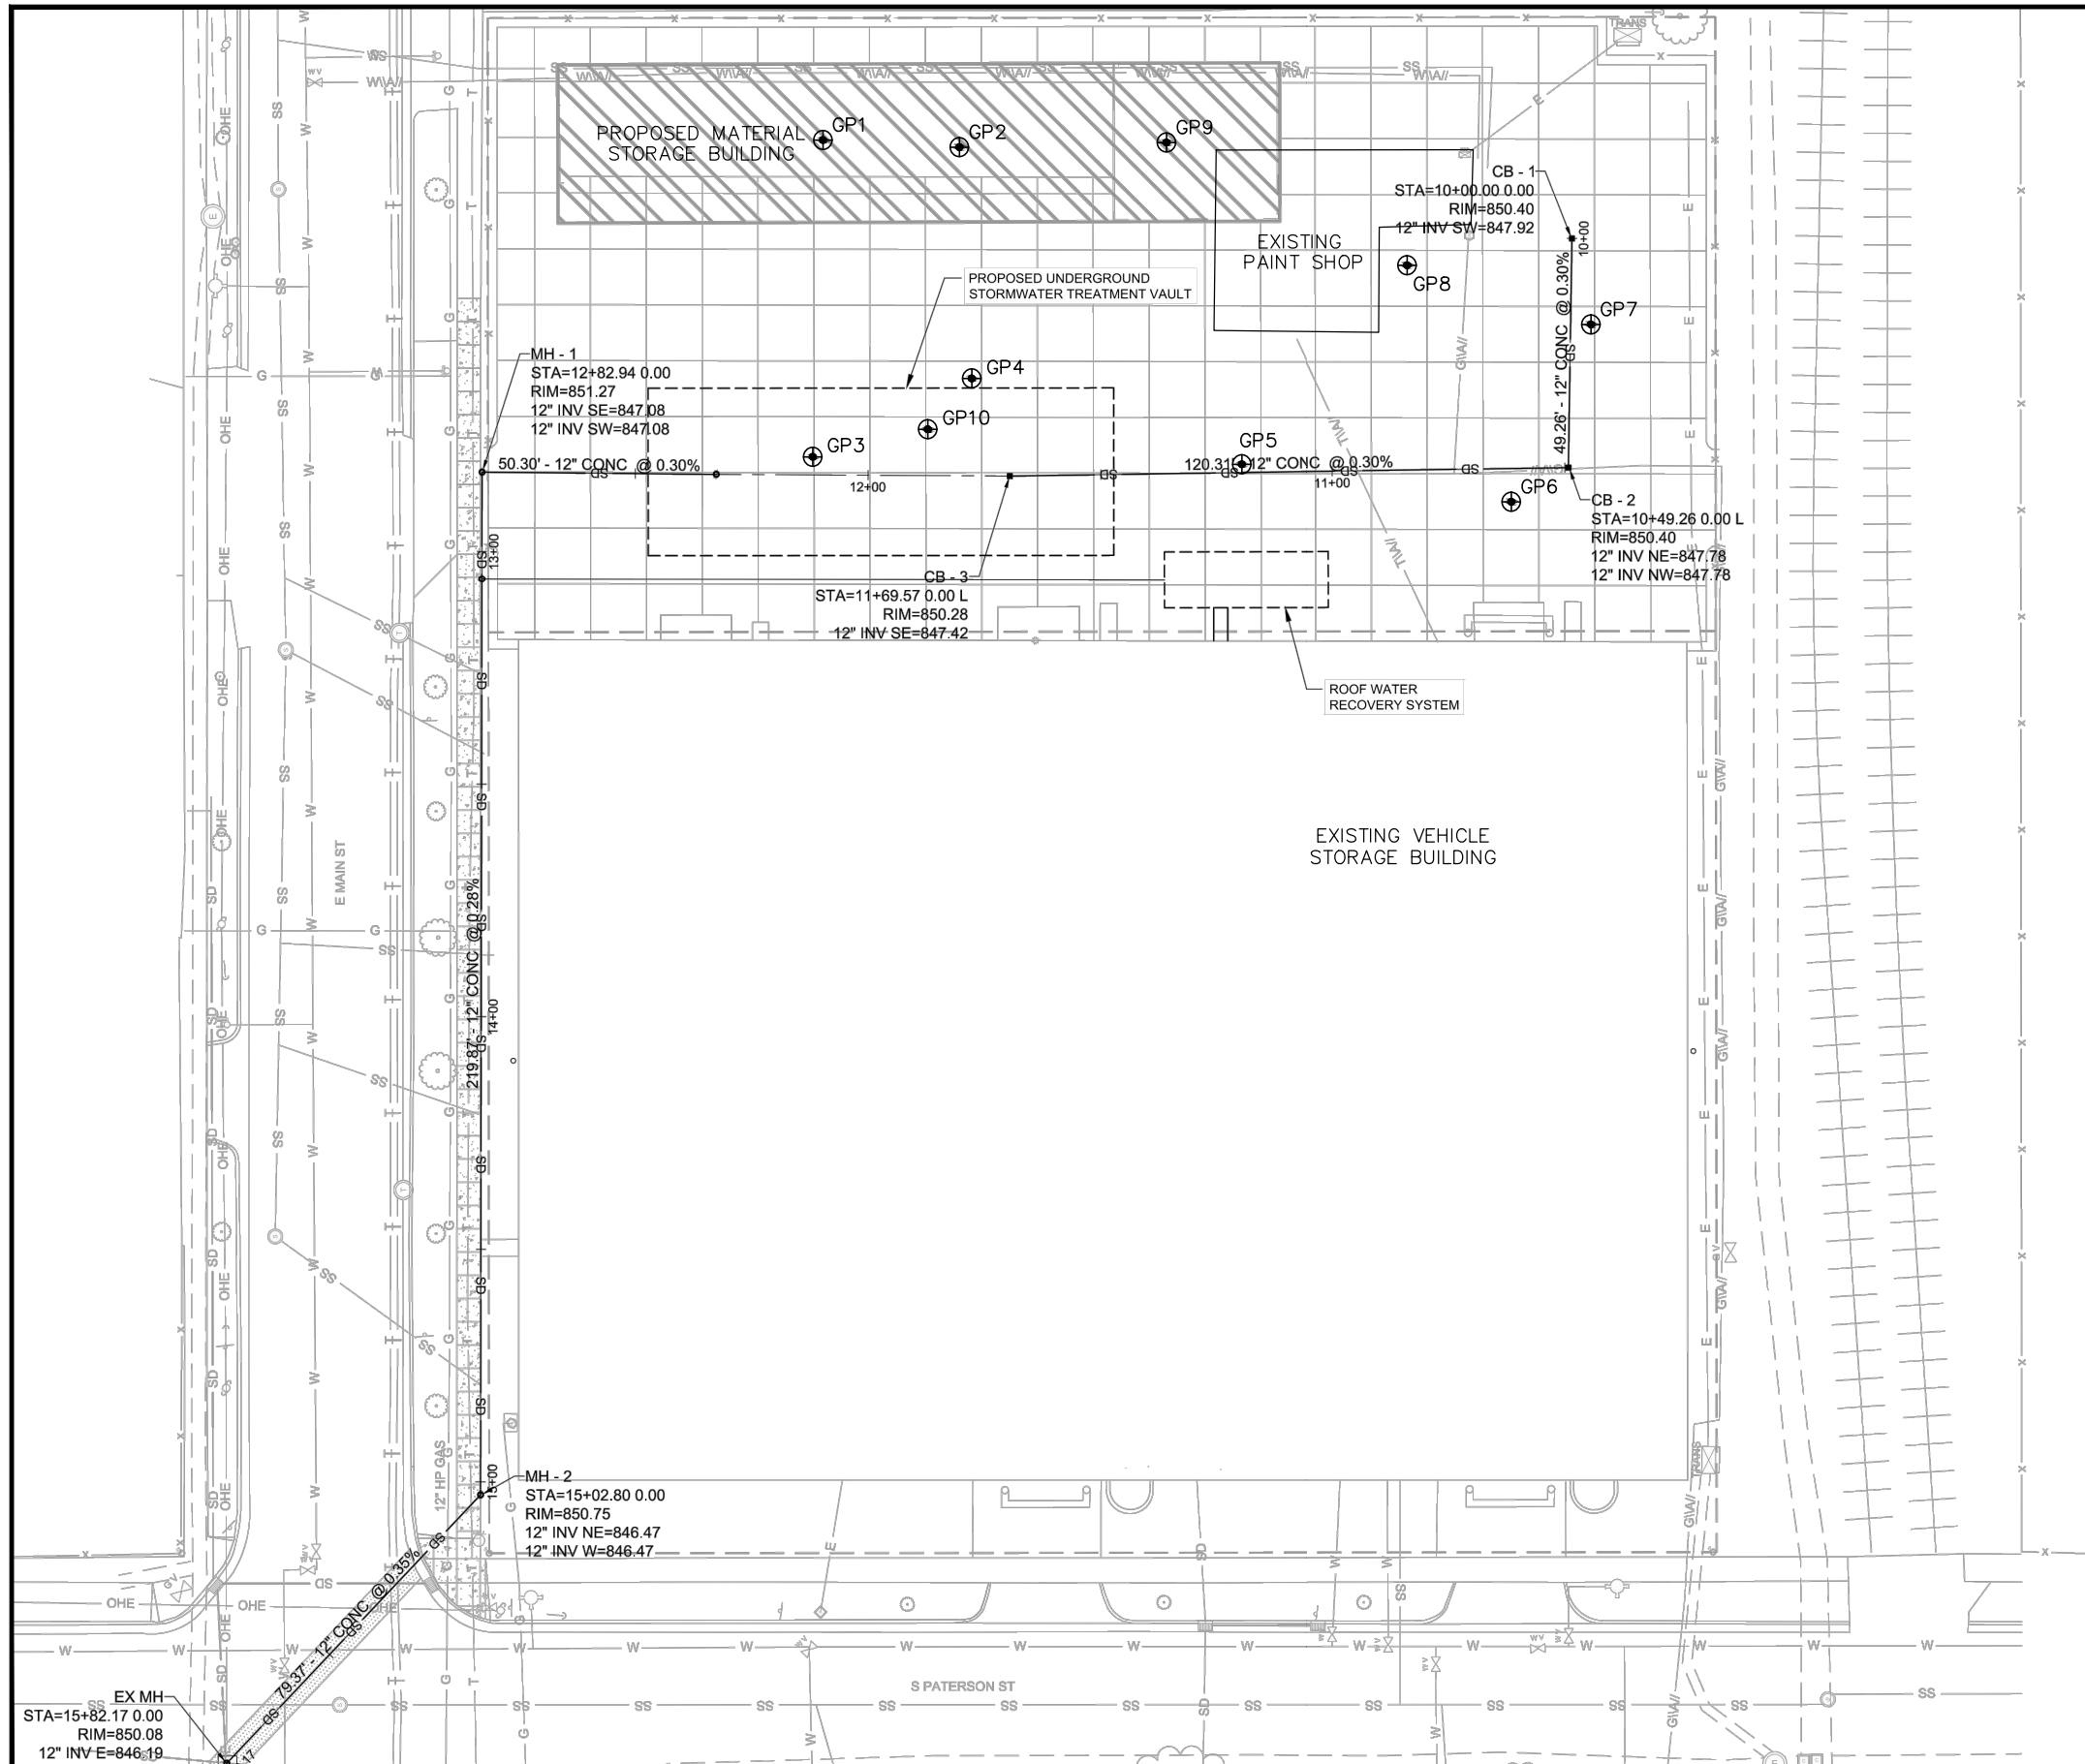 TRANS
PROPOSED MATERIAL
STORAGE BUILDING
GP1
GP2
GP9
CB - 1
STA=10+00.00 0.00
RIM=850.40
12" INV SW=847.92
10+00
EXISTING
PAINT SHOP
GP8
GP7
49.26' - 12" CONC @ 0.30%
PROPOSED UNDERGROUND
STORMWATER TREATMENT VAULT
MH - 1
STA=12+82.94 0.00
RIM=851.27
12" INV SE=847.08
12" INV SW=847.08
GP4
GP10
GP3
GP5
50.30' - 12" CONC @ 0.30%
12+00
120.31' - 12" CONC @ 0.30%
11+00
GP6
CB - 2
STA=10+49.26 0.00 L
RIM=850.40
12" INV NE=847.78
12" INV NW=847.78
13+00
CB - 3
STA=11+69.57 0.00 L
RIM=850.28
12" INV SE=847.42
ROOF WATER
RECOVERY SYSTEM
EXISTING VEHICLE
STORAGE BUILDING
E MAIN ST
219.87' - 12" CONC @ 0.28%
14+00
12" HP GAS
15+00
MH - 2
STA=15+02.80 0.00
RIM=850.75
12" INV NE=846.47
12" INV W=846.47
TRANS
79.37' - 12" CONC @ 0.35%
S PATERSON ST
EX MH
STA=15+82.17 0.00
RIM=850.08
12" INV E=846.19